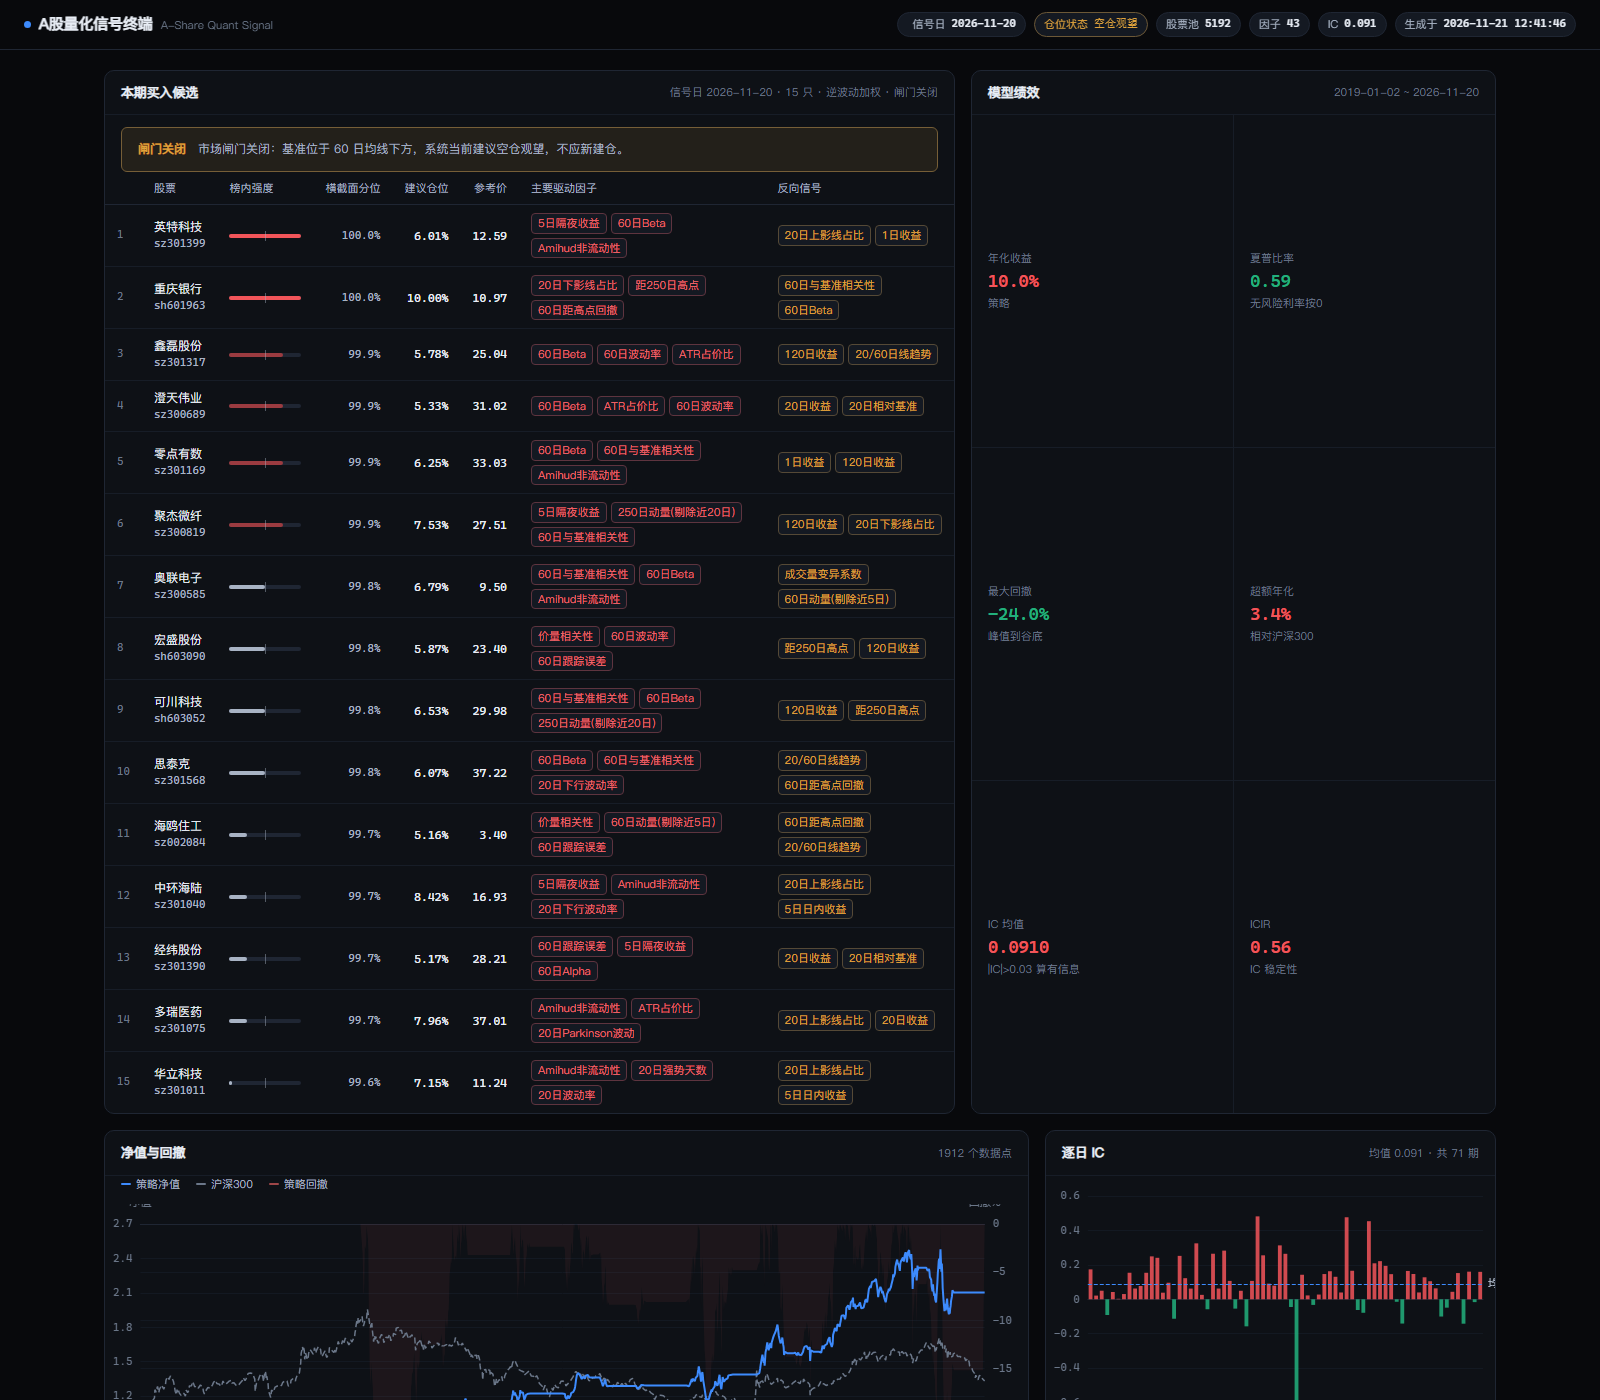 A股量化信号终端 A-Share Quant Signal
信号日 2026-11-20 仓位状态 空仓观望 股票池 5192 因子 43 IC 0.091 生成于 2026-11-21 12:41:46
本期买入候选 信号日 2026-11-20 · 15 只 · 逆波动加权 · 闸门关闭
闸门关闭 市场闸门关闭：基准位于 60 日均线下方，系统当前建议空仓观望，不应新建仓。
股票 榜内强度 横截面分位 建议仓位 参考价 主要驱动因子 反向信号
1 英特科技 sz301399 100.0% 6.01% 12.59 5日隔夜收益 60日Beta Amihud非流动性 20日上影线占比 1日收益
2 重庆银行 sh601963 100.0% 10.00% 10.97 20日下影线占比 距250日高点 60日距高点回撤 60日与基准相关性 60日Beta
3 鑫磊股份 sz301317 99.9% 5.78% 25.04 60日Beta 60日波动率 ATR占价比 120日收益 20/60日线趋势
4 澄天伟业 sz300689 99.9% 5.33% 31.02 60日Beta ATR占价比 60日波动率 20日收益 20日相对基准
5 零点有数 sz301169 99.9% 6.25% 33.03 60日Beta 60日与基准相关性 Amihud非流动性 1日收益 120日收益
6 聚杰微纤 sz300819 99.9% 7.53% 27.51 5日隔夜收益 250日动量(剔除近20日) 60日与基准相关性 120日收益 20日下影线占比
7 奥联电子 sz300585 99.8% 6.79% 9.50 60日与基准相关性 60日Beta Amihud非流动性 成交量变异系数 60日动量(剔除近5日)
8 宏盛股份 sh603090 99.8% 5.87% 23.40 价量相关性 60日波动率 60日跟踪误差 距250日高点 120日收益
9 可川科技 sh603052 99.8% 6.53% 29.98 60日与基准相关性 60日Beta 250日动量(剔除近20日) 120日收益 距250日高点
10 思泰克 sz301568 99.8% 6.07% 37.22 60日Beta 60日与基准相关性 20日下行波动率 20/60日线趋势 60日距高点回撤
11 海鸥住工 sz002084 99.7% 5.16% 3.40 价量相关性 60日动量(剔除近5日) 60日跟踪误差 60日距高点回撤 20/60日线趋势
12 中环海陆 sz301040 99.7% 8.42% 16.93 5日隔夜收益 Amihud非流动性 20日下行波动率 20日上影线占比 5日日内收益
13 经纬股份 sz301390 99.7% 5.17% 28.21 60日跟踪误差 5日隔夜收益 60日Alpha 20日收益 20日相对基准
14 多瑞医药 sz301075 99.7% 7.96% 37.01 Amihud非流动性 ATR占价比 20日Parkinson波动 20日上影线占比 20日收益
15 华立科技 sz301011 99.6% 7.15% 11.24 Amihud非流动性 20日强势天数 20日波动率 20日上影线占比 5日日内收益
模型绩效 2019-01-02 ~ 2026-11-20
年化收益 夏普比率
10.0% 0.59
策略 无风险利率按0
最大回撤 超额年化
-24.0% 3.4%
峰值到谷底 相对沪深300
IC 均值 ICIR
0.0910 0.56
|IC|>0.03 算有信息 IC 稳定性
净值与回撤 1912 个数据点
策略净值 沪深300 策略回撤
2.7 0
2.4
-5
2.1
-10
1.8
1.5
-15
1.2
逐日 IC 均值 0.091 · 共 71 期
0.6
0.4
0.2
均
0
-0.2
-0.4